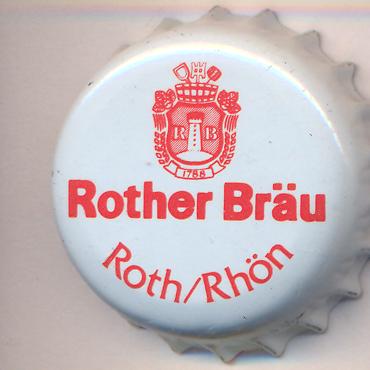 R B
1788
Rother Bräu
Roth/Rhön